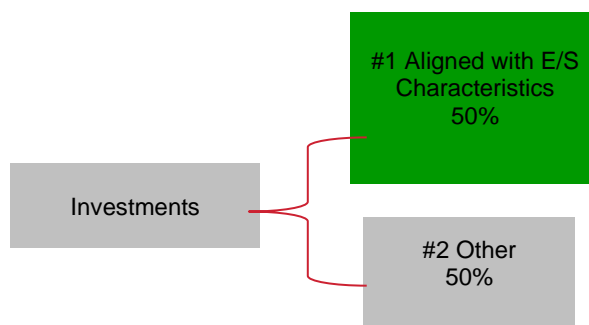 #1 Aligned with E/S
Characteristics
50%
Investments
#2 Other
50%